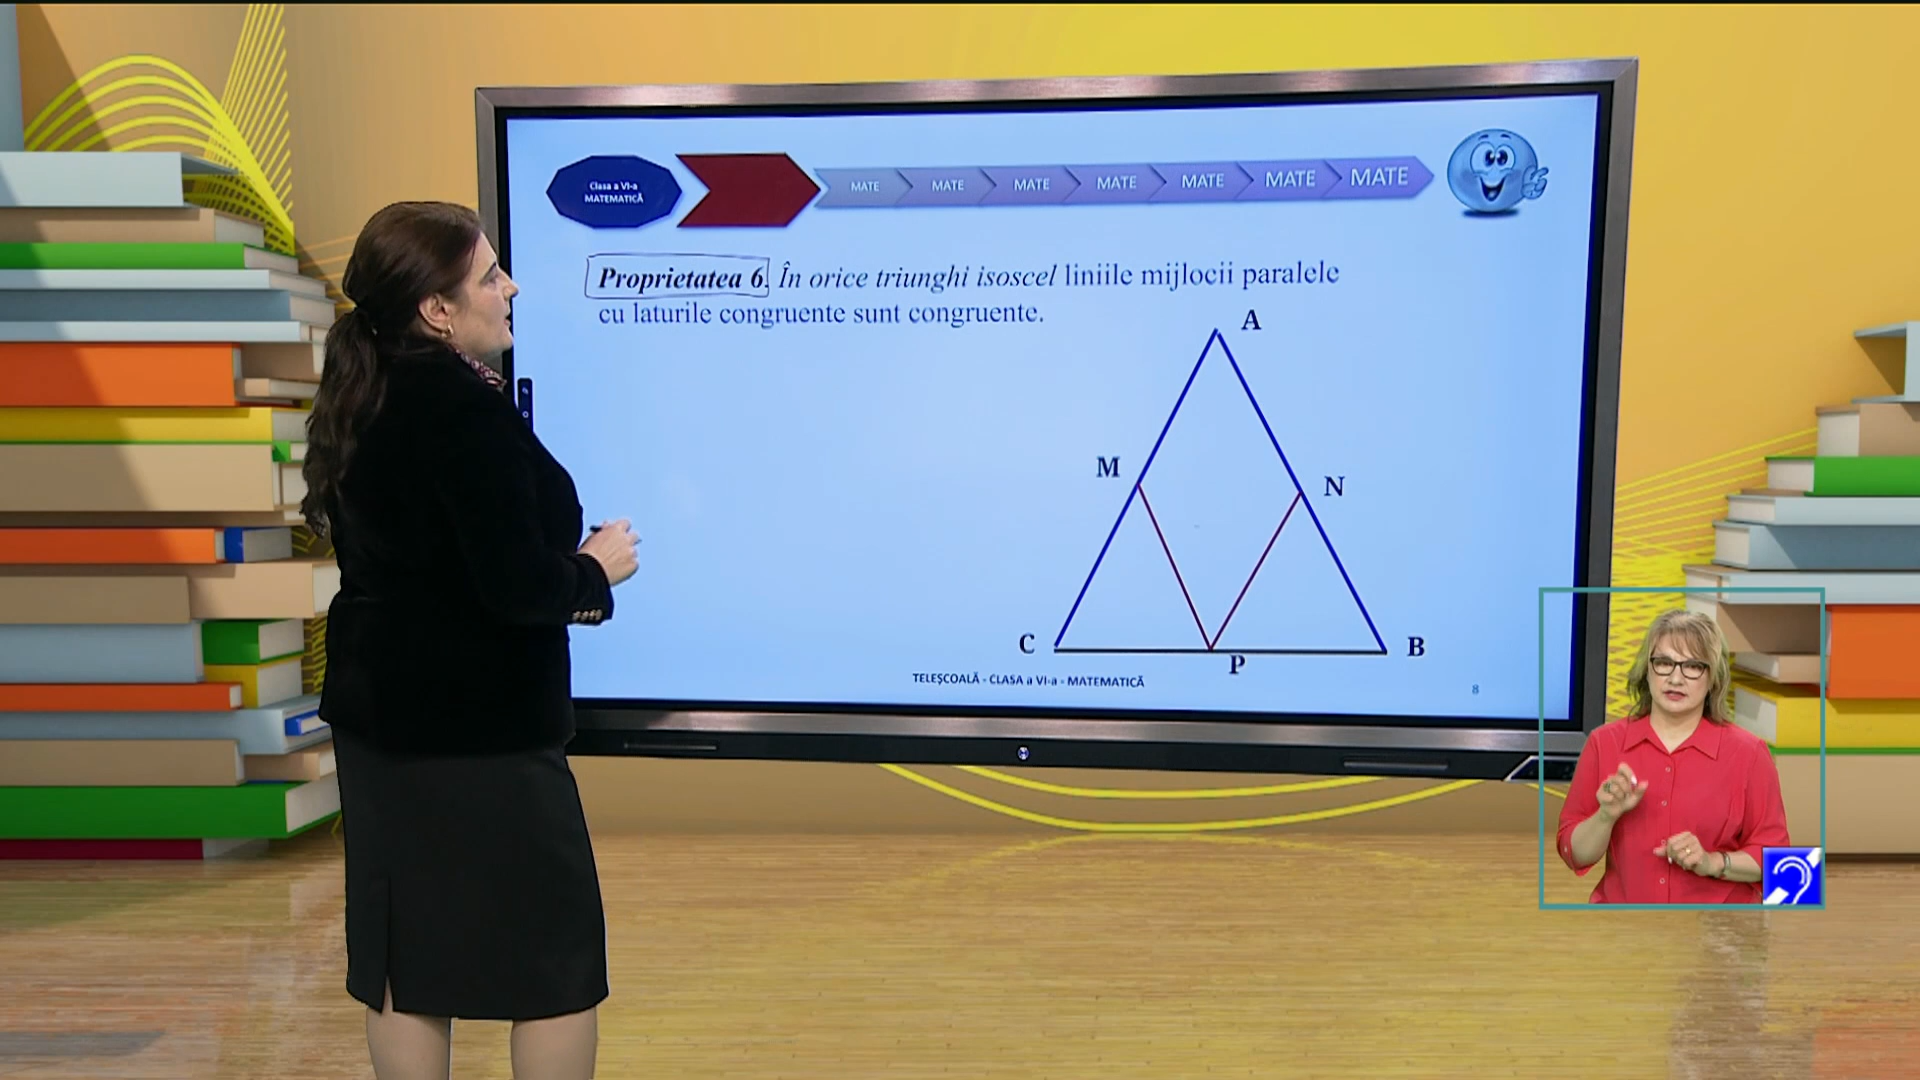 Clasa a VI-a
MATEMATICĂ
MATE MATE MATE MATE MATE MATE MATE
Proprietatea 6. În orice triunghi isoscel liniile mijlocii paralele
cu laturile congruente sunt congruente.
A
M
N
C
P
B
TELEŞCOALĂ - CLASA a VI-a - MATEMATICĂ
8